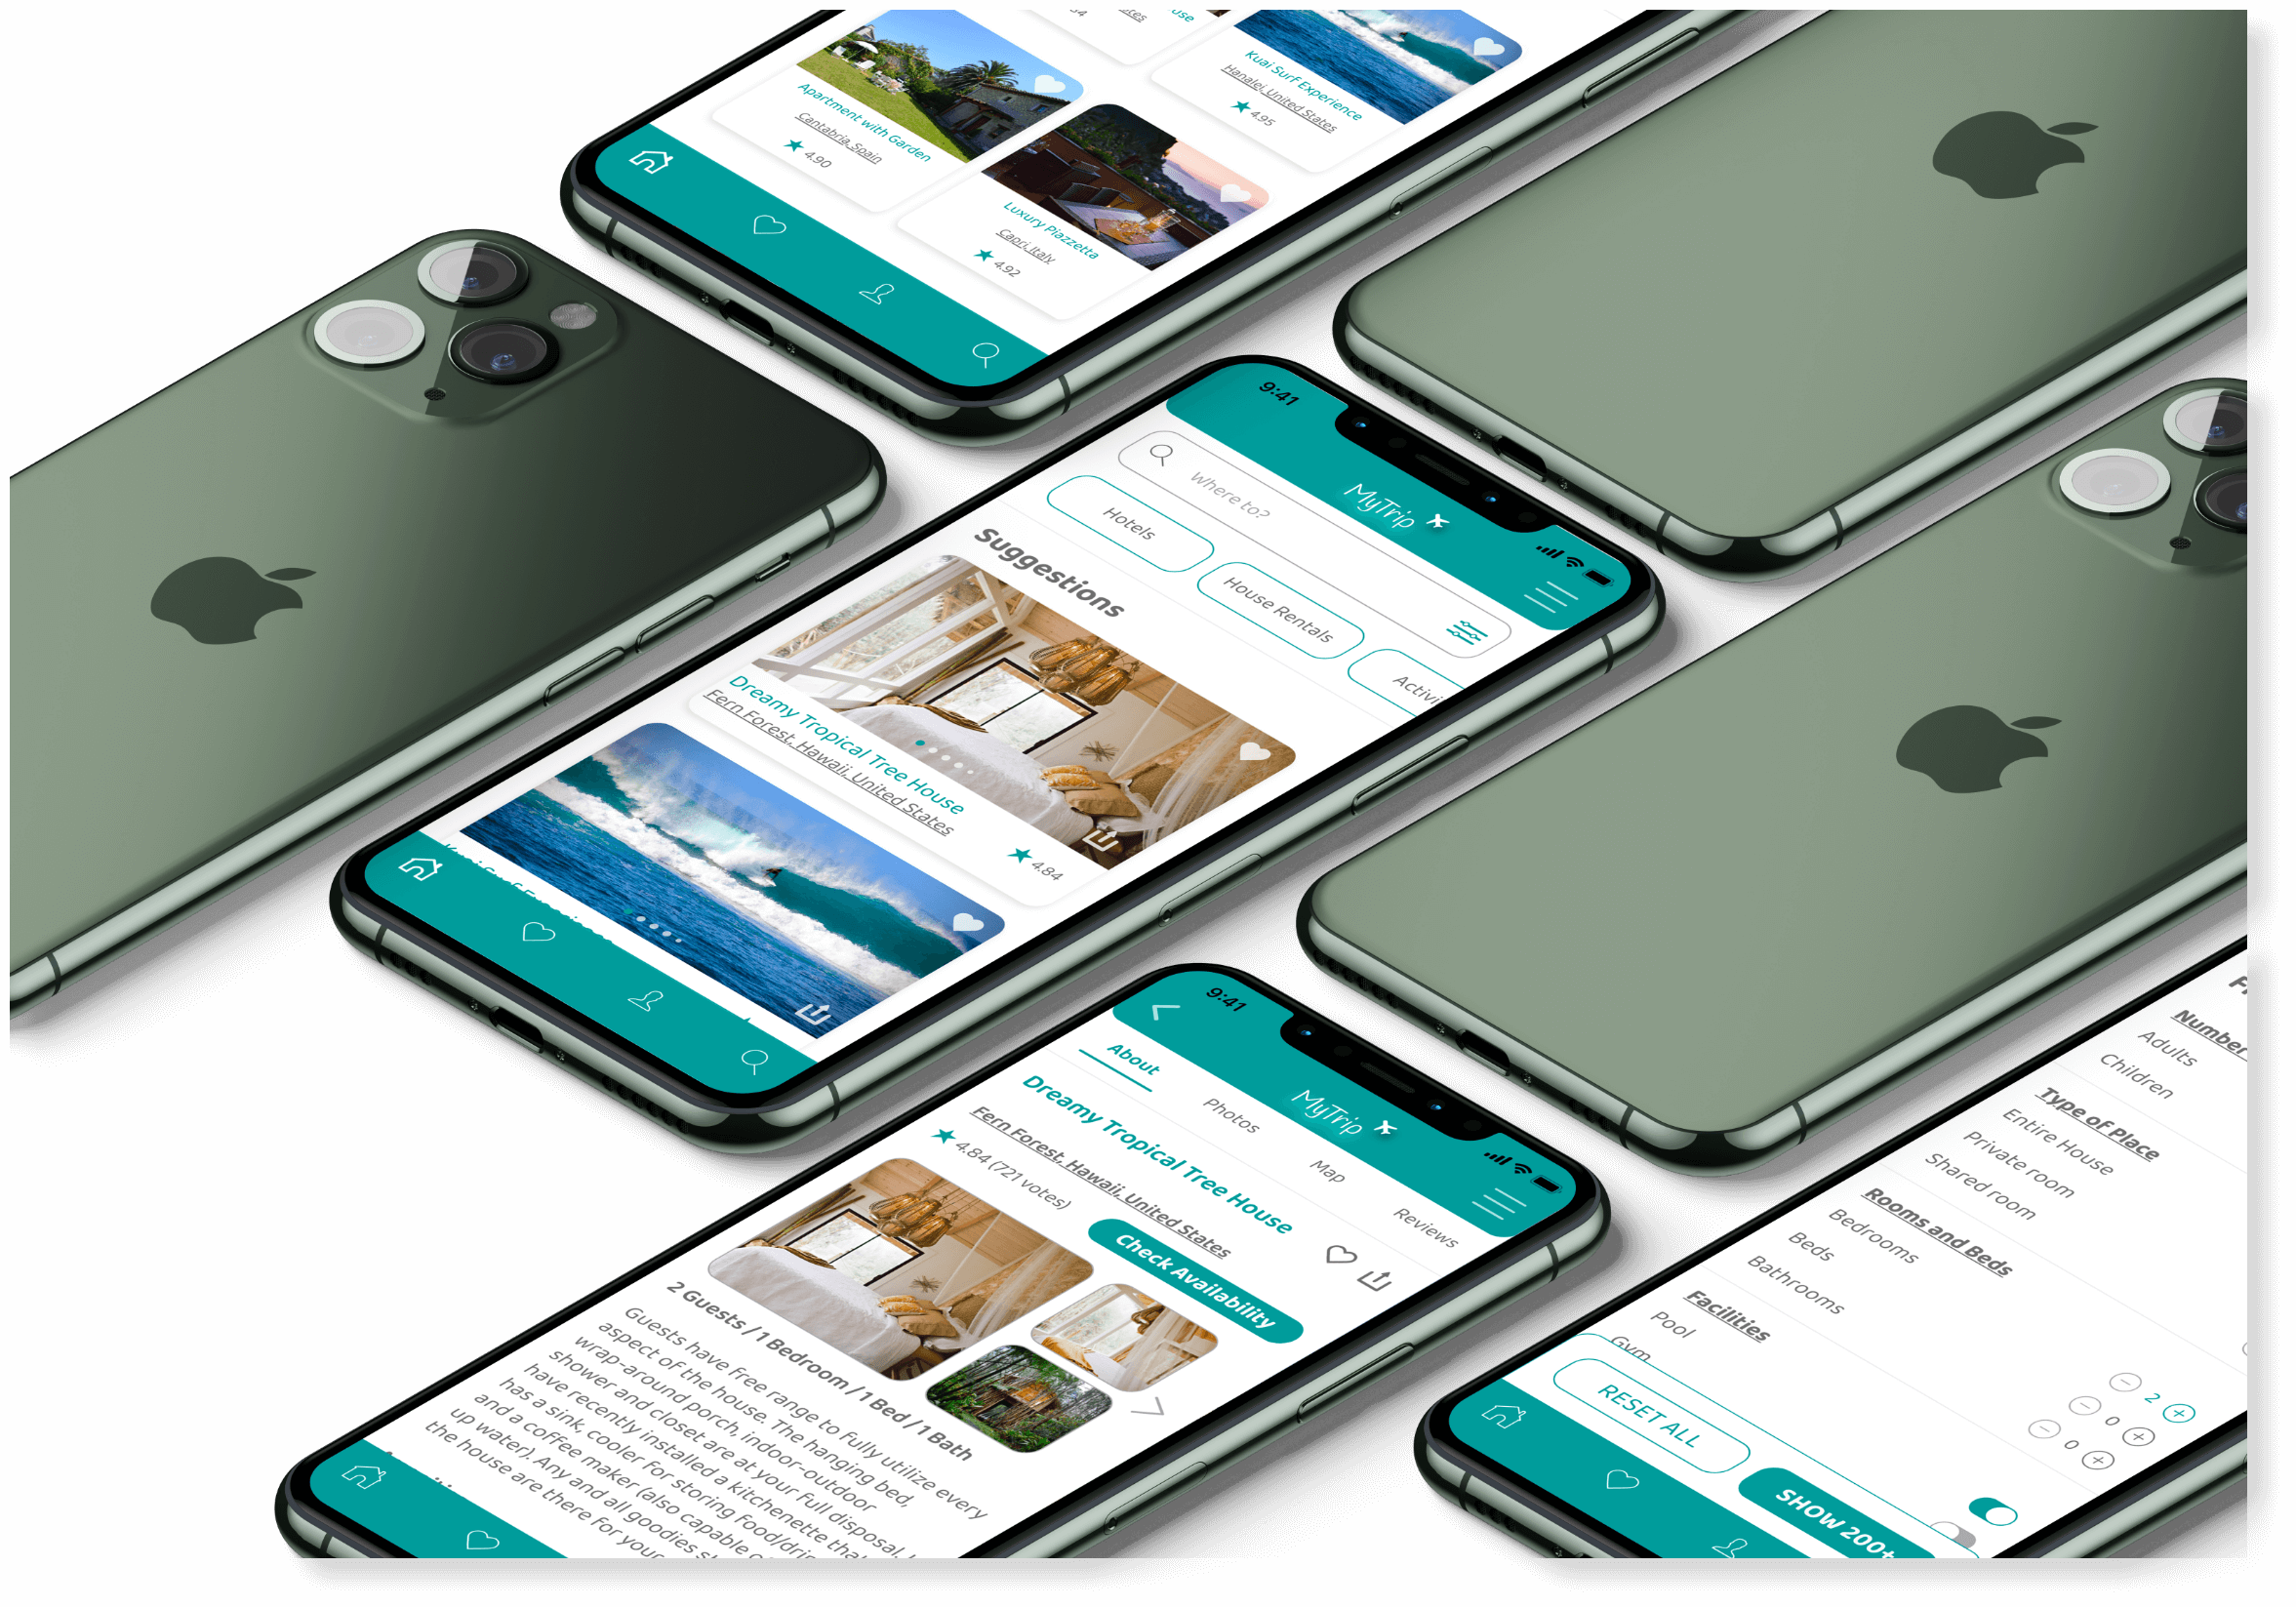 Apartment with Garden
Cantabria, Spain
4.90
Kuai Surf Experience
Hanalei, United States
4.95
Luxury Piazzetta
Capri, Italy
4.92
9:41
MyTrip
Where to?
Hotels
House Rentals
Activi
Suggestions
Dreamy Tropical Tree House
Fern Forest, Hawaii, United States
4.84
9:41
MyTrip
About
Photos
Map
Reviews
Dreamy Tropical Tree House
Fern Forest, Hawaii, United States
4.84 (721 votes)
Check Availability
2 Guests / 1 Bedroom / 1 Bed / 1 Bath
Guests have free range to fully utilize every
aspect of the house. The hanging bed,
wrap-around porch, indoor-outdoor
shower and closet are at your full disposal.
have recently installed a kitchenette tha
has a sink, cooler for storing food/drin
and a coffee maker (also capable
up water). Any and all goodies
the house are there for your
Number
Adults
Children
Type of Place
Entire House
Private room
Shared room
Rooms and Beds
Bedrooms
2
Beds
0
Bathrooms
0
Facilities
Pool
Gym
RESET ALL
SHOW 200+